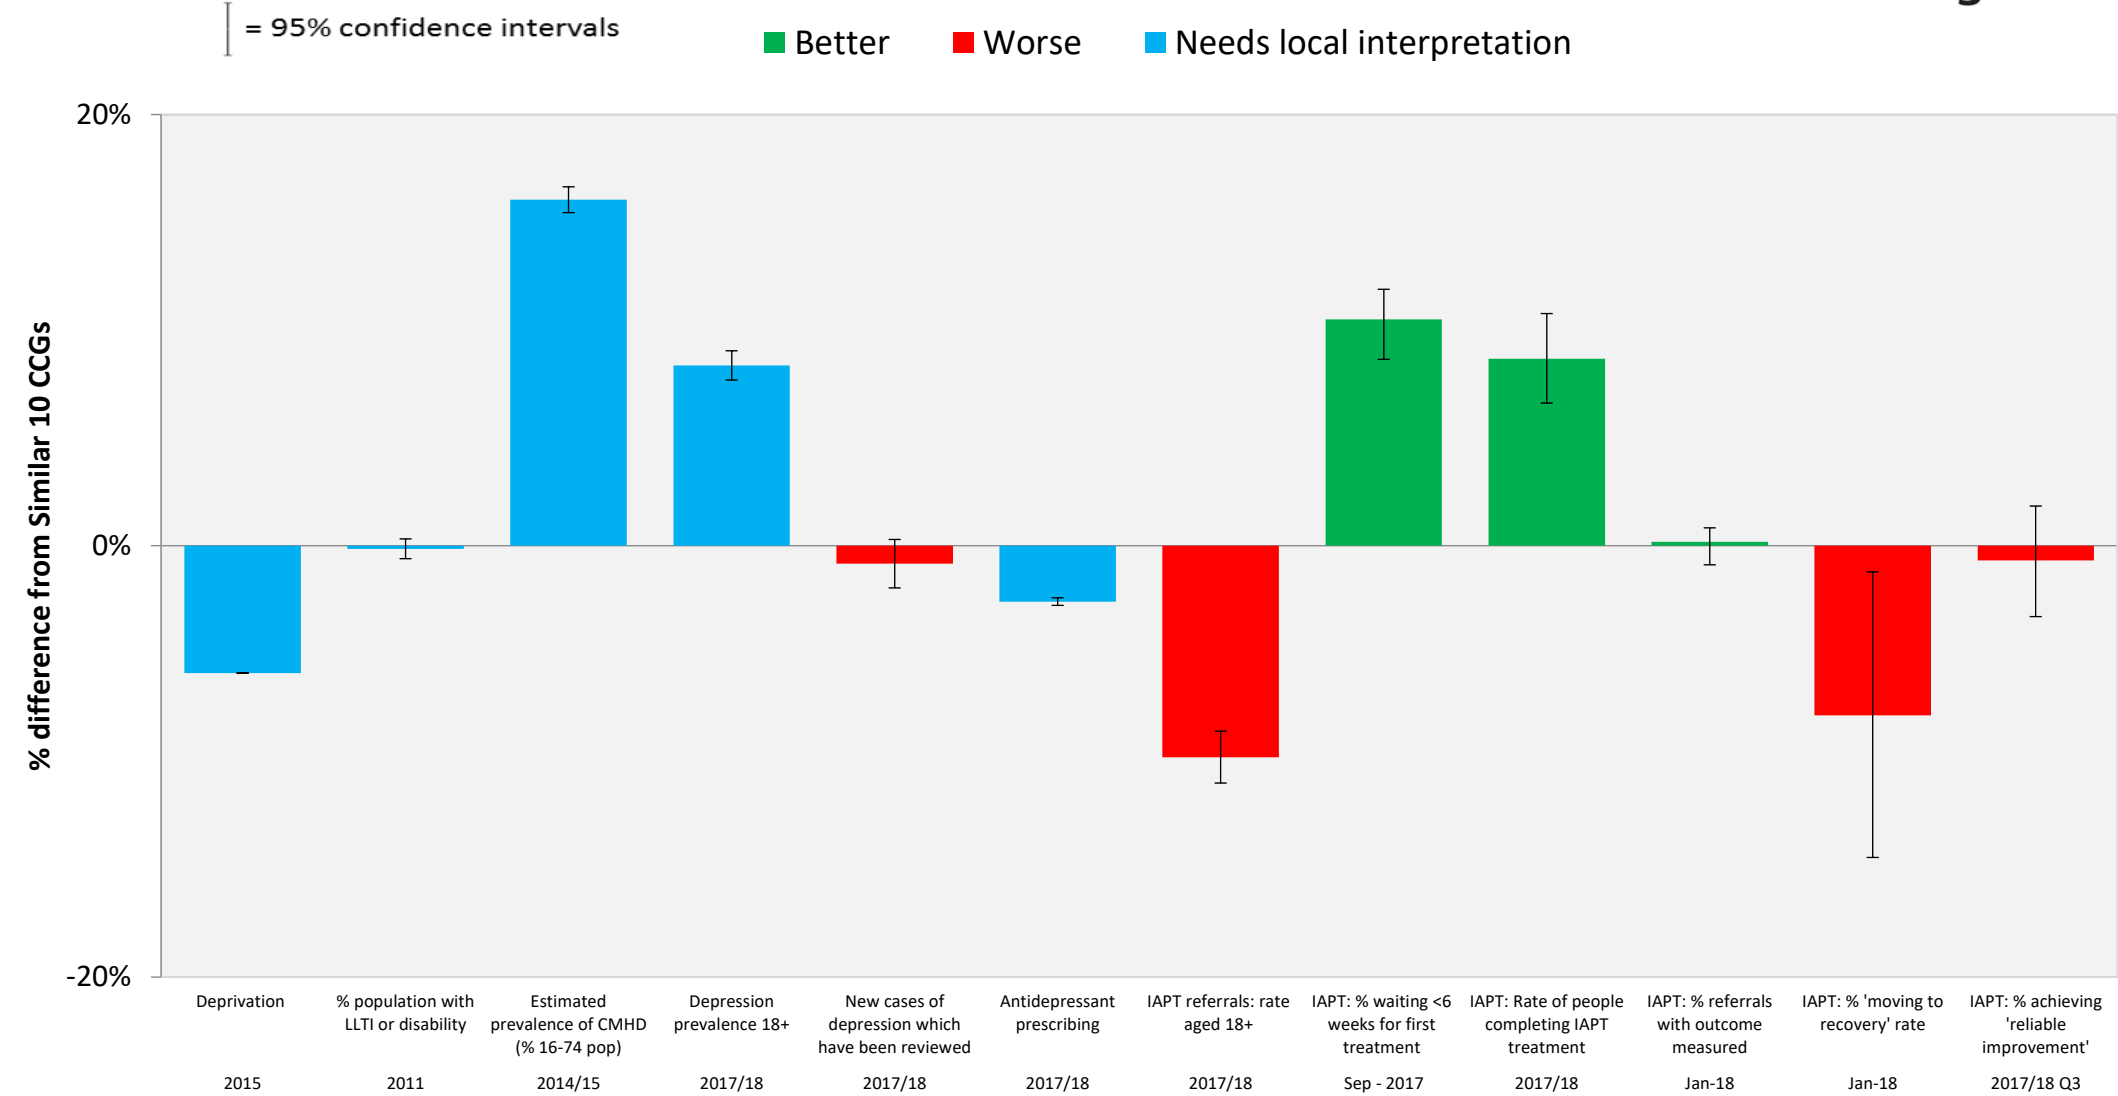 = 95% confidence intervals
Better
Worse
Needs local interpretation
% difference from Similar 10 CCGs
20%
0%
-20%
Deprivation
2015
% population with
LLTI or disability
2011
Estimated
prevalence of CMHD
(% 16-74 pop)
2014/15
Depression
prevalence 18+
2017/18
New cases of
depression which
have been reviewed
2017/18
Antidepressant
prescribing
2017/18
IAPT referrals: rate
aged 18+
2017/18
IAPT: % waiting <6
weeks for first
treatment
Sep - 2017
IAPT: Rate of people
completing IAPT
treatment
2017/18
IAPT: % referrals
with outcome
measured
Jan-18
IAPT: % 'moving to
recovery' rate
Jan-18
IAPT: % achieving
'reliable
improvement'
2017/18 Q3